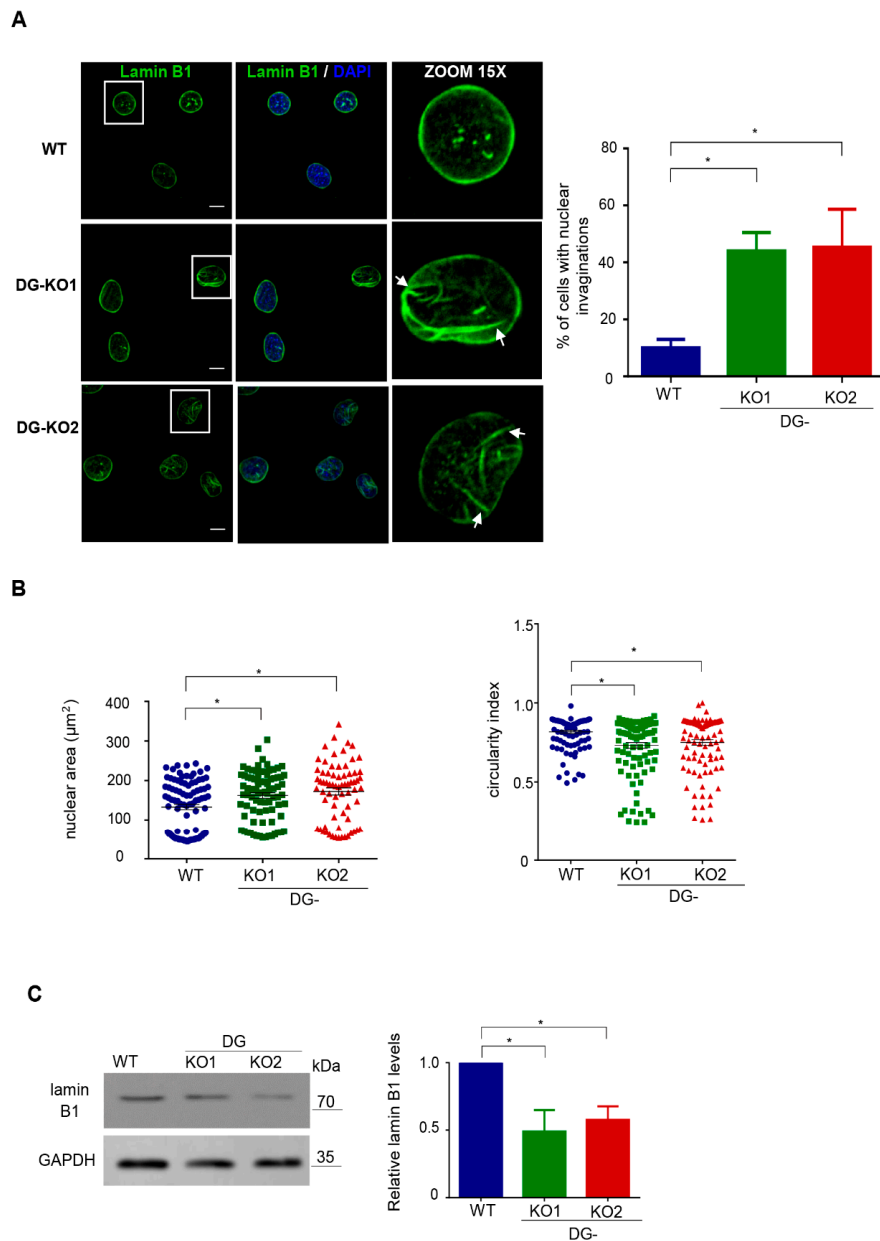 A
Lamin B1
Lamin B1 / DAPI
ZOOM 15X
WT
DG-KO1
DG-KO2
% of cells with nuclear
invaginations
80
60
40
20
0
WT
KO1
KO2
DG-
*
*
B
nuclear area (µm²)
400
300
200
100
0
WT
KO1
KO2
DG-
*
*
circularity index
1.5
1.0
0.5
0
WT
KO1
KO2
DG-
*
*
C
DG
WT
KO1
KO2
kDa
lamin
B1
70
GAPDH
35
Relative lamin B1 levels
1.0
0.5
0
WT
KO1
KO2
DG-
*
*